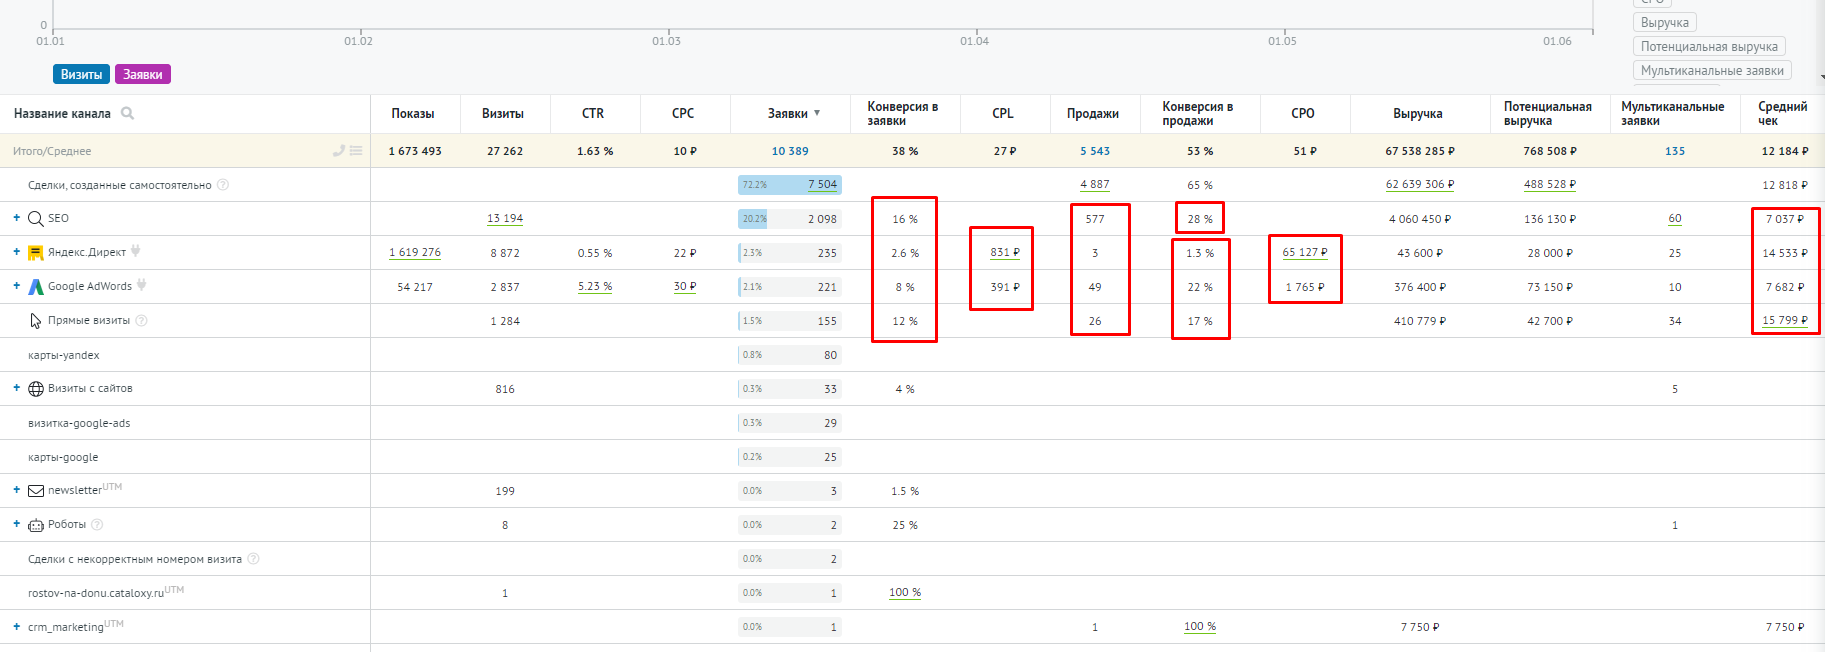 СРО
0
01.01 01.02 01.03 01.04 01.05 01.06
Выручка
Потенциальная выручка
Мультиканальные заявки
Визиты Заявки
Название канала Показы Визиты CTR CPC Заявки ▼ Конверсия в заявки CPL Продажи Конверсия в продажи CPO Выручка Потенциальная выручка Мультиканальные заявки Средний чек
Итого/Среднее 1 673 493 27 262 1.63 % 10 ₽ 10 389 38 % 27 ₽ 5 543 53 % 51 ₽ 67 538 285 ₽ 768 508 ₽ 135 12 184 ₽
Сделки, созданные самостоятельно ? 72.2% 7 504 4 887 65 % 62 639 306 ₽ 488 528 ₽ 12 818 ₽
+ SEO 13 194 20.2% 2 098 16 % 577 28 % 4 060 450 ₽ 136 130 ₽ 60 7 037 ₽
+ Яндекс.Директ 1 619 276 8 872 0.55 % 22 ₽ 2.3% 235 2.6 % 831 ₽ 3 1.3 % 65 127 ₽ 43 600 ₽ 28 000 ₽ 25 14 533 ₽
+ Google AdWords 54 217 2 837 5.23 % 30 ₽ 2.1% 221 8 % 391 ₽ 49 22 % 1 765 ₽ 376 400 ₽ 73 150 ₽ 10 7 682 ₽
Прямые визиты ? 1 284 1.5% 155 12 % 26 17 % 410 779 ₽ 42 700 ₽ 34 15 799 ₽
карты-yandex 0.8% 80
+ Визиты с сайтов 816 0.3% 33 4 % 5
визитка-google-ads 0.3% 29
карты-google 0.2% 25
+ newsletter UTM 199 0.0% 3 1.5 %
+ Роботы ? 8 0.0% 2 25 % 1
Сделки с некорректным номером визита ? 0.0% 2
rostov-na-donu.cataloxy.ru UTM 1 0.0% 1 100 %
+ crm_marketing UTM 0.0% 1 1 100 % 7 750 ₽ 7 750 ₽